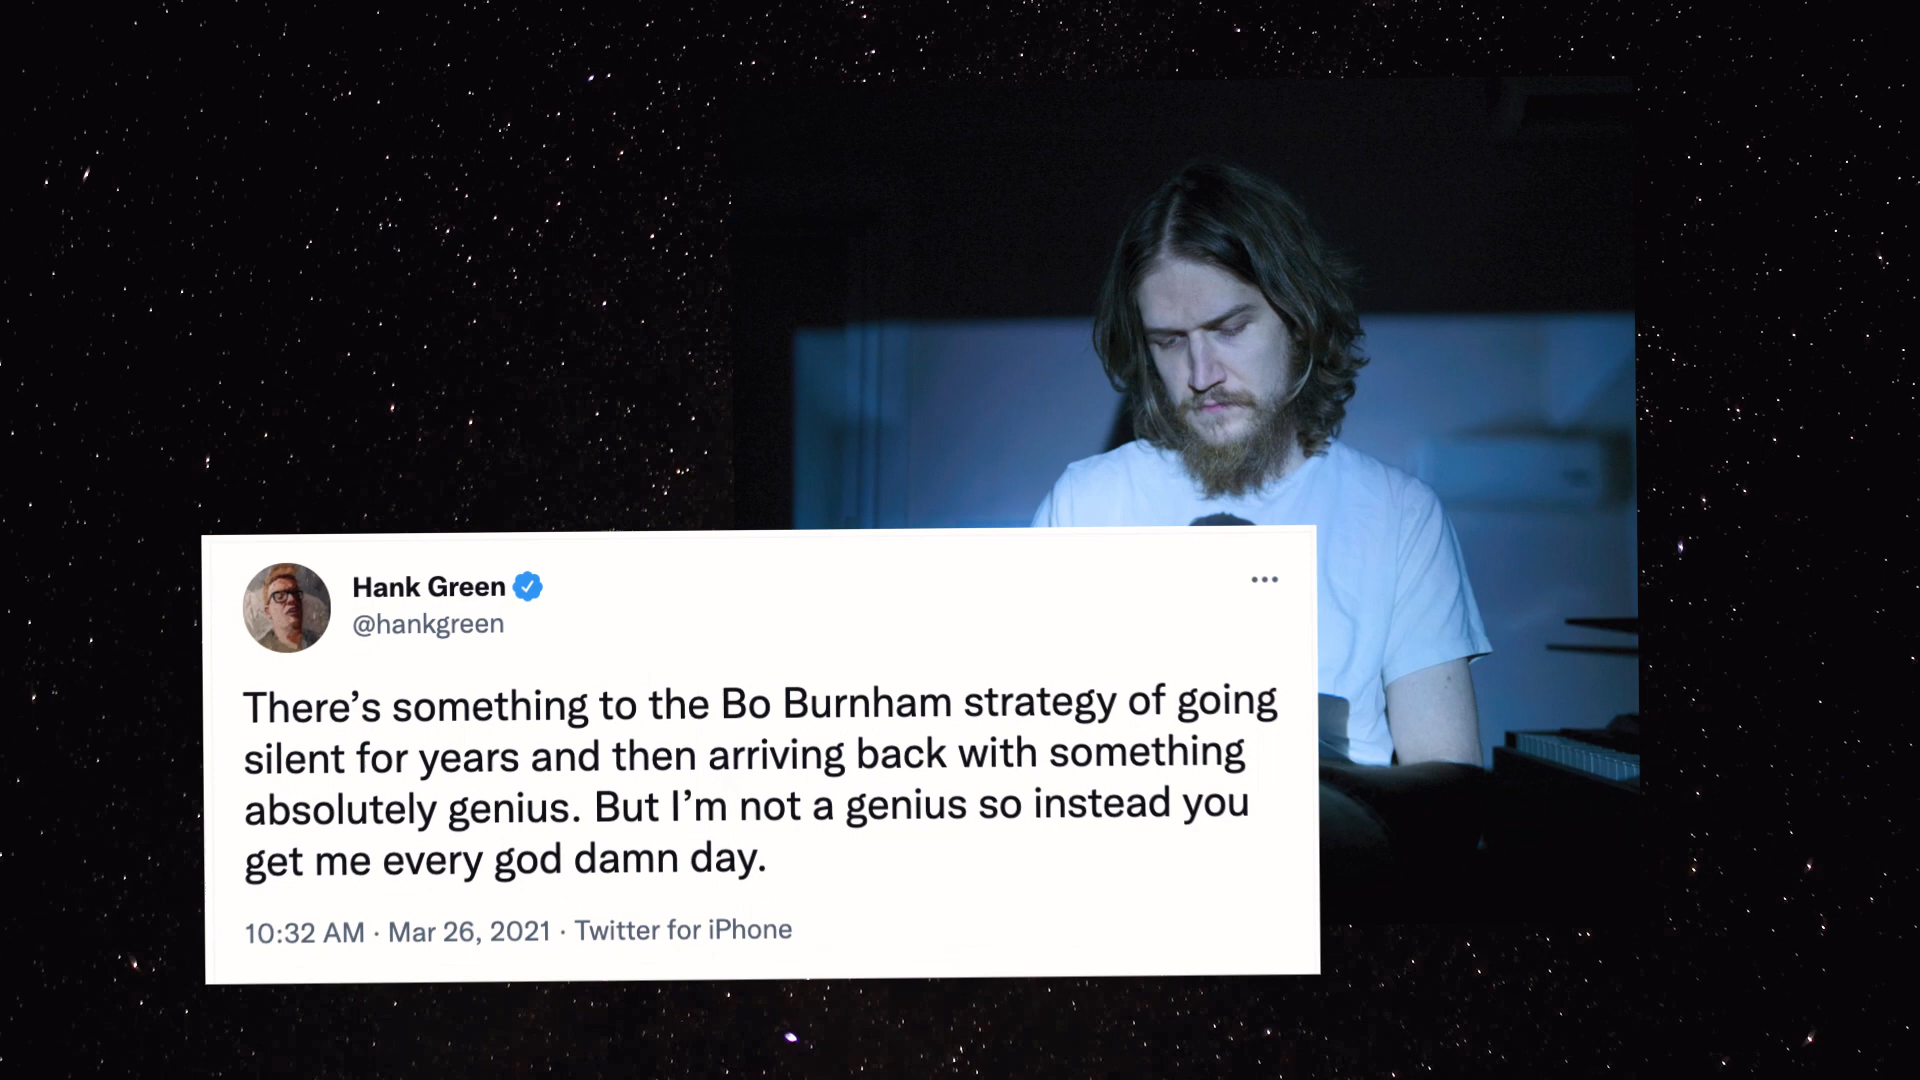 Hank Green
@hankgreen
There’s something to the Bo Burnham strategy of going
silent for years and then arriving back with something
absolutely genius. But I’m not a genius so instead you
get me every god damn day.
10:32 AM · Mar 26, 2021 · Twitter for iPhone